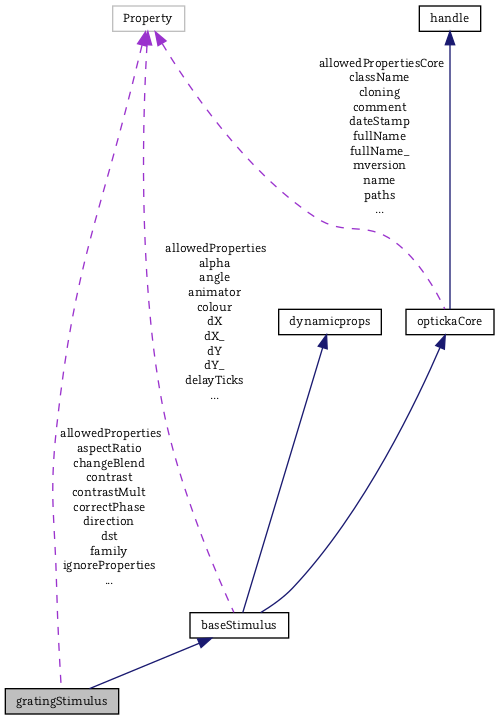 Property
handle
allowedPropertiesCore
className
cloning
comment
dateStamp
fullName
fullName_
mversion
name
paths
...
allowedProperties
alpha
angle
animator
colour
dX
dX_
dY
dY_
delayTicks
...
dynamicprops
optickaCore
allowedProperties
aspectRatio
changeBlend
contrast
contrastMult
correctPhase
direction
dst
family
ignoreProperties
...
baseStimulus
gratingStimulus